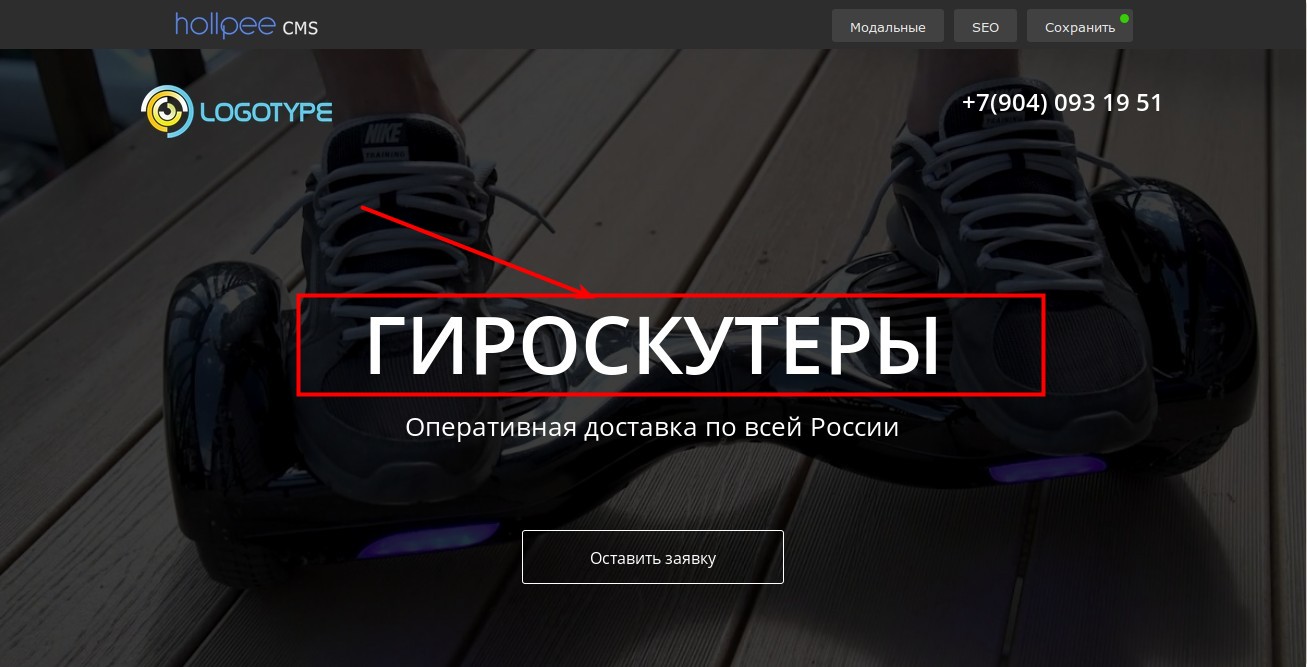 hollpee CMS
Модальные
SEO
Сохранить
LOGOTYPE
+7(904) 093 19 51
NIKE
TRAINING
ГИРОСКУТЕРЫ
Оперативная доставка по всей России
Оставить заявку